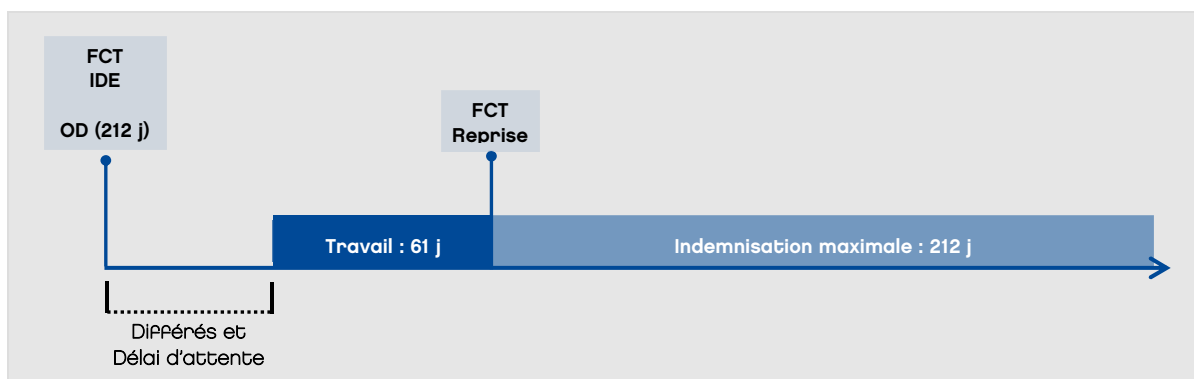 FCT
IDE
OD (212 j)
FCT
Reprise
Travail : 61 j
Indemnisation maximale : 212 j
Différés et
Délai d'attente